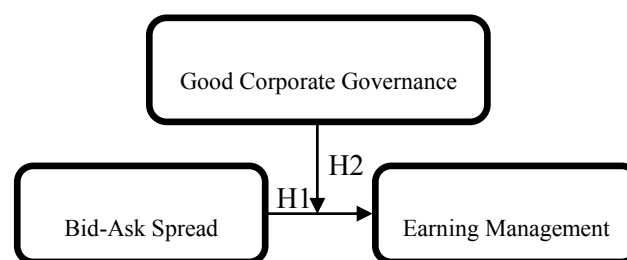 Good Corporate Governance
H2
H1
Bid-Ask Spread
Earning Management